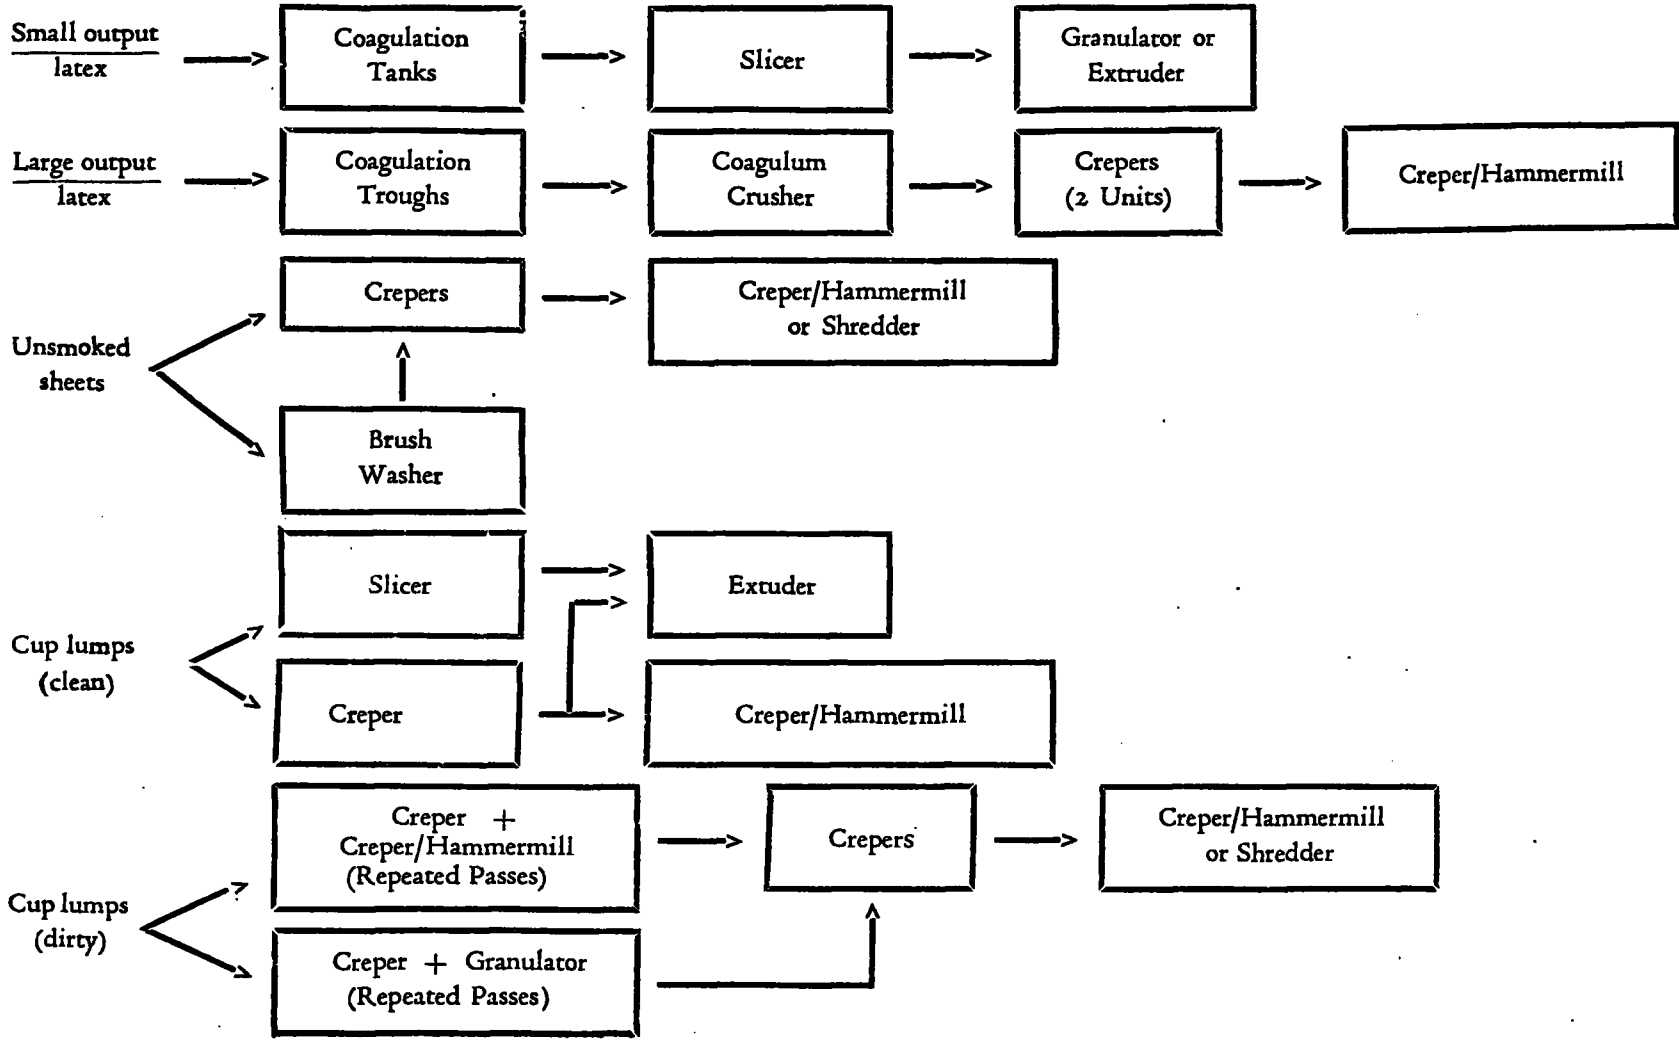 Small output
latex
Coagulation
Tanks
Slicer
Granulator or
Extruder
Large output
latex
Coagulation
Troughs
Coagulum
Crusher
Crepers
(2 Units)
Creper/Hammermill
Unsmoked
sheets
Crepers
Creper/Hammermill
or Shredder
Brush
Washer
Cup lumps
(clean)
Slicer
Extuder
Creper
Creper/Hammermill
Cup lumps
(dirty)
Creper +
Creper/Hammermill
(Repeated Passes)
Crepers
Creper/Hammermill
or Shredder
Creper + Granulator
(Repeated Passes)